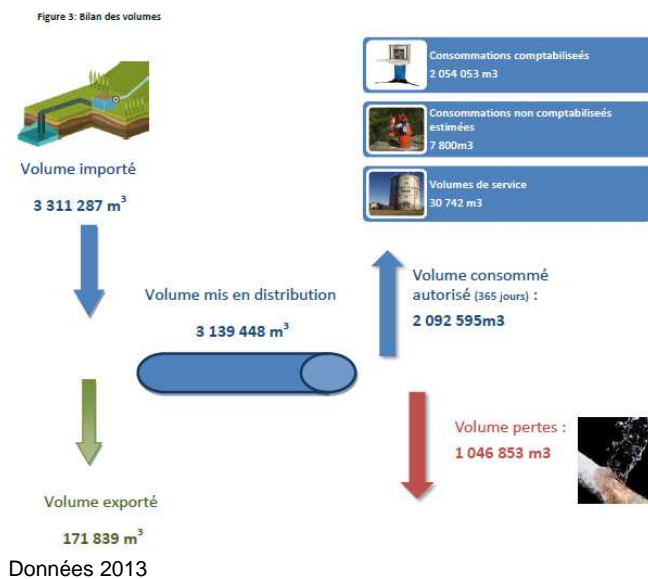 Figure 3: Bilan des volumes
Consommations comptabiliseés
2 054 053 m3
Consommations non comptabiliseés
estimées
7 800m3
Volumes de service
30 742 m3
Volume importé
3 311 287 m³
Volume mis en distribution
3 139 448 m³
Volume consommé
autorisé (365 jours) :
2 092 595m3
Volume pertes :
1 046 853 m3
Volume exporté
171 839 m³
Données 2013